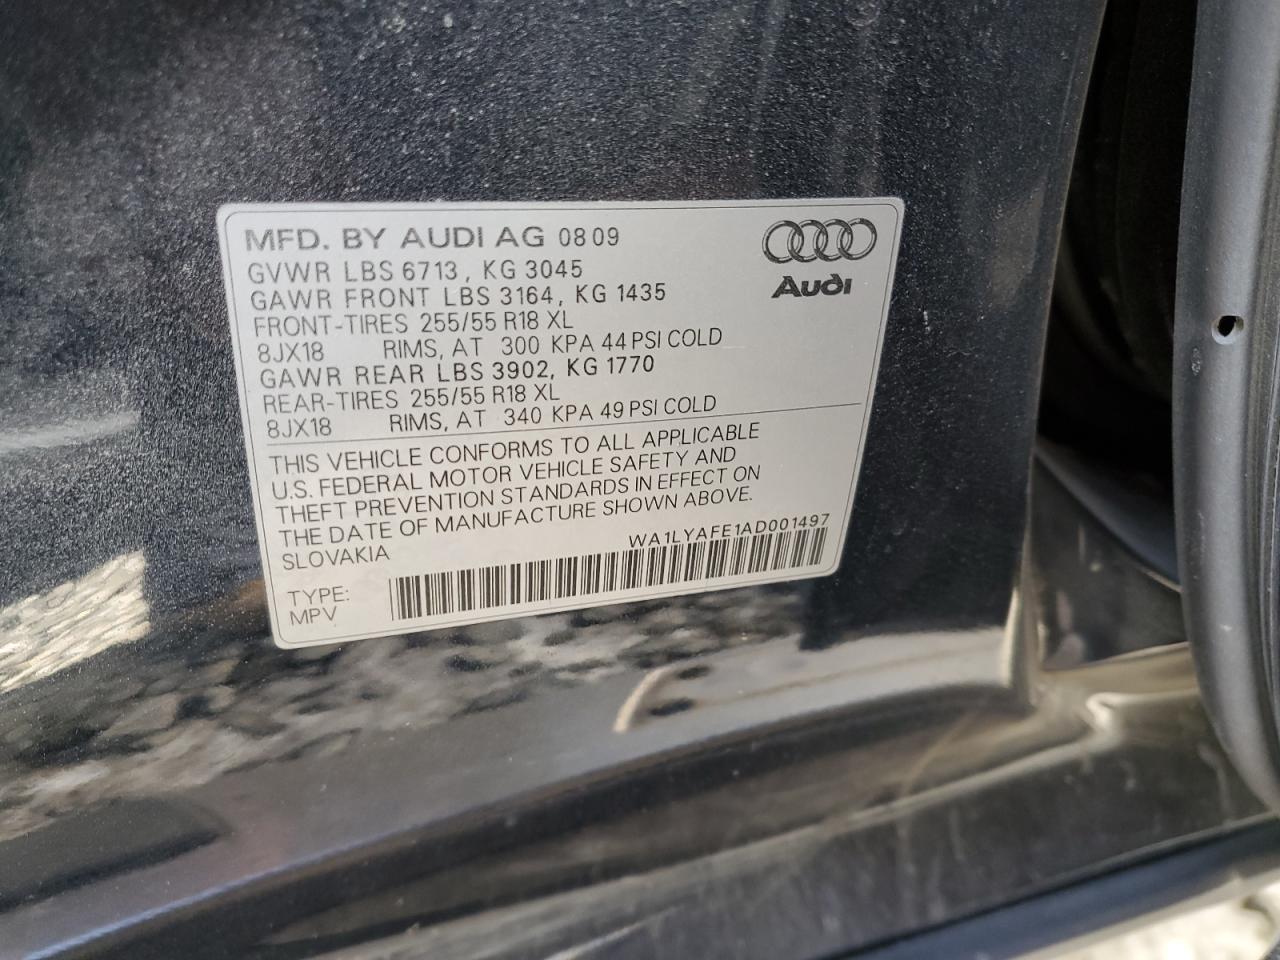 MFD. BY AUDI AG 08 09
Audi
GVWR LBS 6713, KG 3045
GAWR FRONT LBS 3164, KG 1435
FRONT-TIRES 255/55 R18 XL
8JX18 RIMS, AT 300 KPA 44 PSI COLD
GAWR REAR LBS 3902, KG 1770
REAR-TIRES 255/55 R18 XL
8JX18 RIMS, AT 340 KPA 49 PSI COLD
THIS VEHICLE CONFORMS TO ALL APPLICABLE
U.S. FEDERAL MOTOR VEHICLE SAFETY AND
THEFT PREVENTION STANDARDS IN EFFECT ON
THE DATE OF MANUFACTURE SHOWN ABOVE.
SLOVAKIA
WA1LYAFE1AD001497
TYPE:
MPV